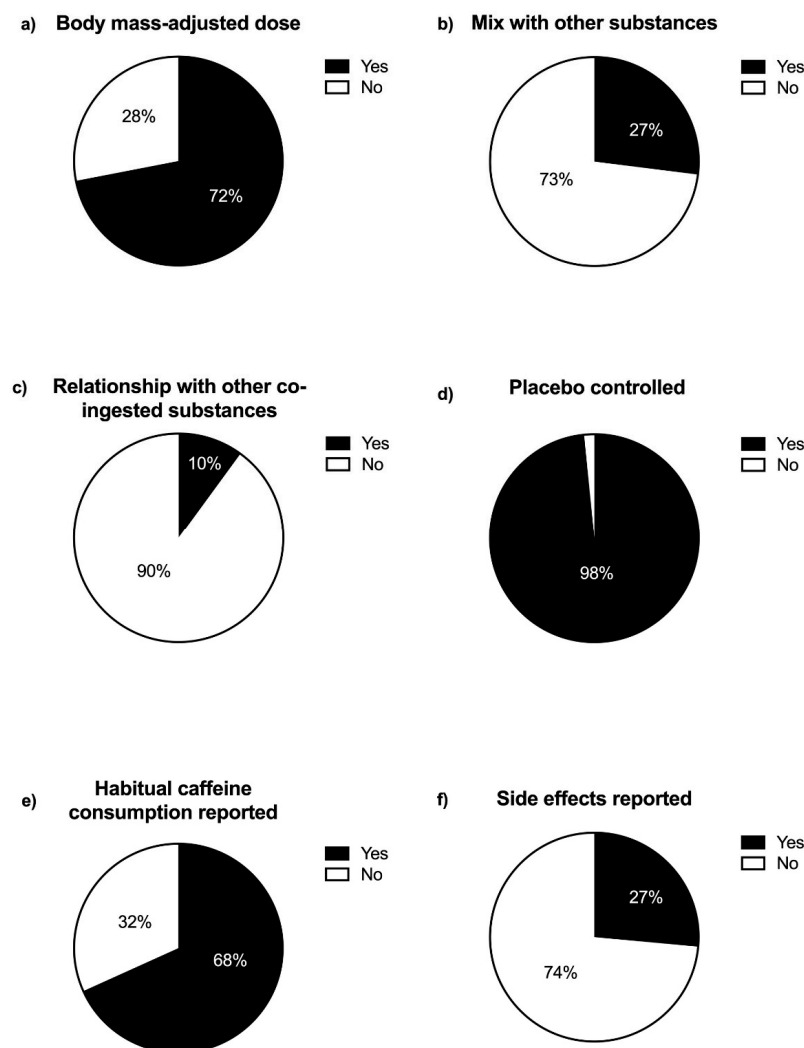 a) Body mass-adjusted dose
Yes
No
28%
72%
b) Mix with other substances
Yes
No
27%
73%
c) Relationship with other co-
ingested substances
Yes
No
10%
90%
d) Placebo controlled
Yes
No
98%
e) Habitual caffeine
consumption reported
Yes
No
32%
68%
f) Side effects reported
Yes
No
27%
74%